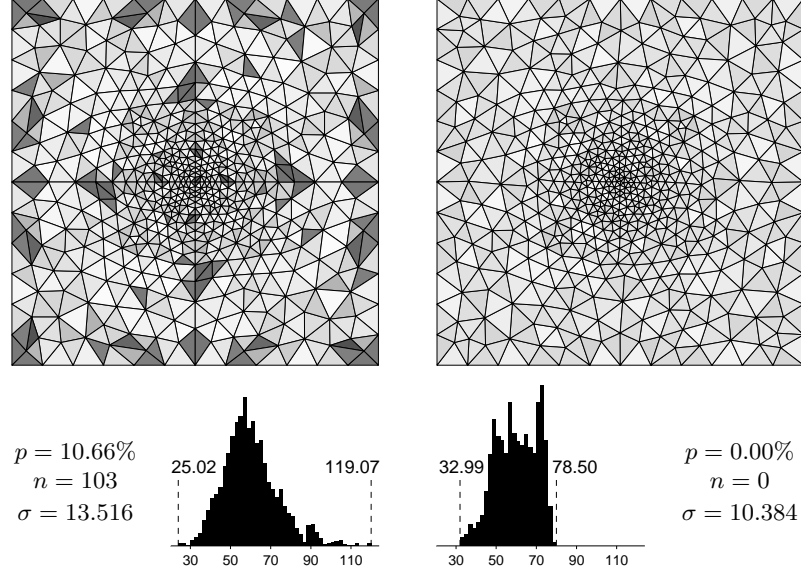 p = 10.66%
n = 103
σ = 13.516
25.02
119.07
30 50 70 90 110
32.99
78.50
30 50 70 90 110
p = 0.00%
n = 0
σ = 10.384